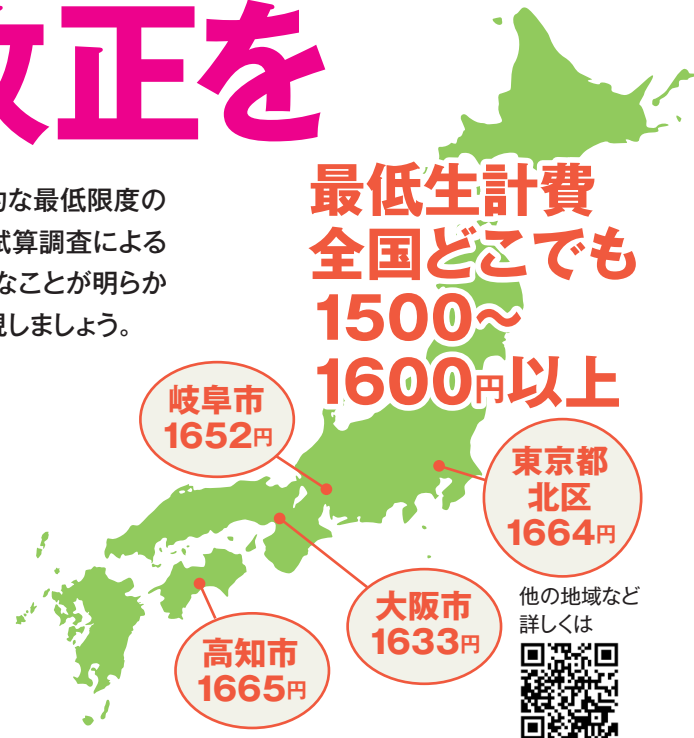 改正を
的な最低限度の
試算調査による
なことが明らか
現しましょう。
最低生計費
全国どこでも
1500～
1600円以上
岐阜市
1652円
東京都
北区
1664円
大阪市
1633円
高知市
1665円
他の地域など
詳しくは